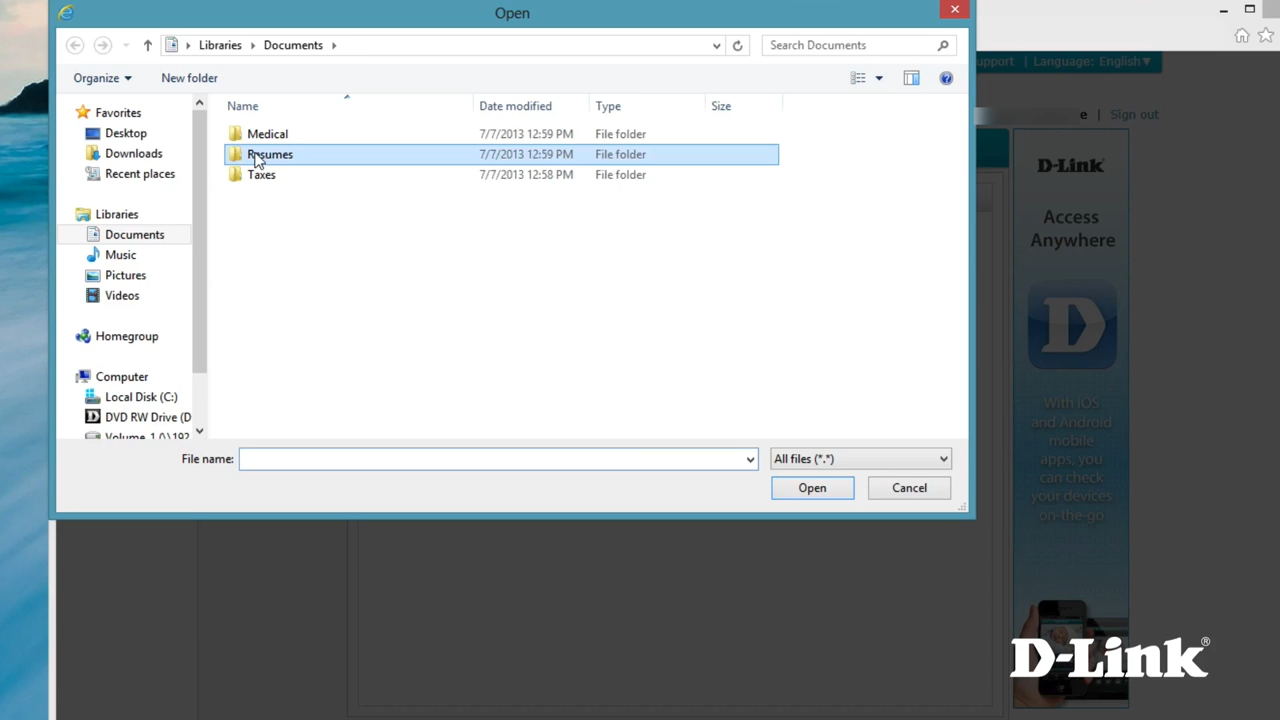 Open
Libraries Documents
Search Documents
Organize
New folder
Name
Date modified
Type
Size
Favorites
Desktop
Downloads
Recent places
Libraries
Documents
Music
Pictures
Videos
Homegroup
Computer
Local Disk (C:)
DVD RW Drive (D
Volume_1 (\\192
Medical 7/7/2013 12:59 PM File folder
Resumes 7/7/2013 12:59 PM File folder
Taxes 7/7/2013 12:58 PM File folder
File name:
All files (*.*)
Open
Cancel
upport | Language: English▼
e | Sign out
D-Link
Access
Anywhere
D
With iOS
and Android
mobile
apps, you
can check
your devices
on-the-go
D-Link®